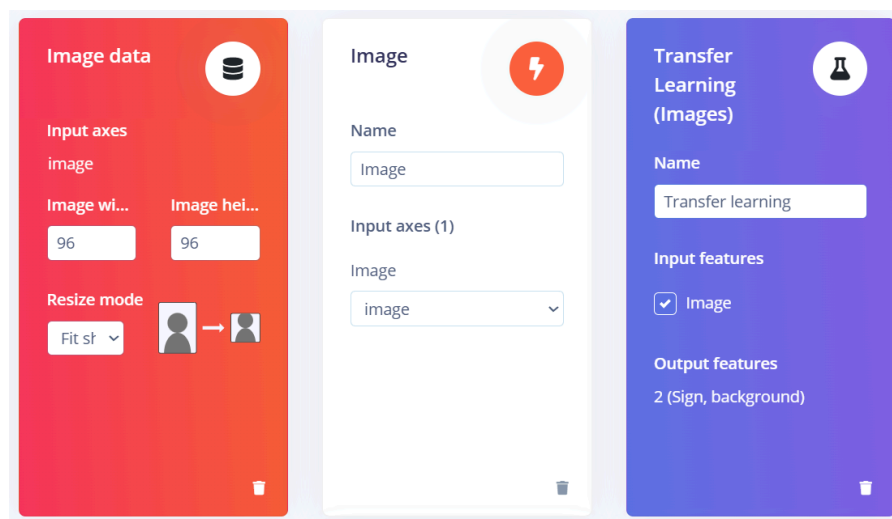 Image data
Input axes
image
Image wi... Image hei...
96 96
Resize mode
Fit sh
Image
Name
Image
Input axes (1)
Image
image
Transfer
Learning
(Images)
Name
Transfer learning
Input features
Image
Output features
2 (Sign, background)